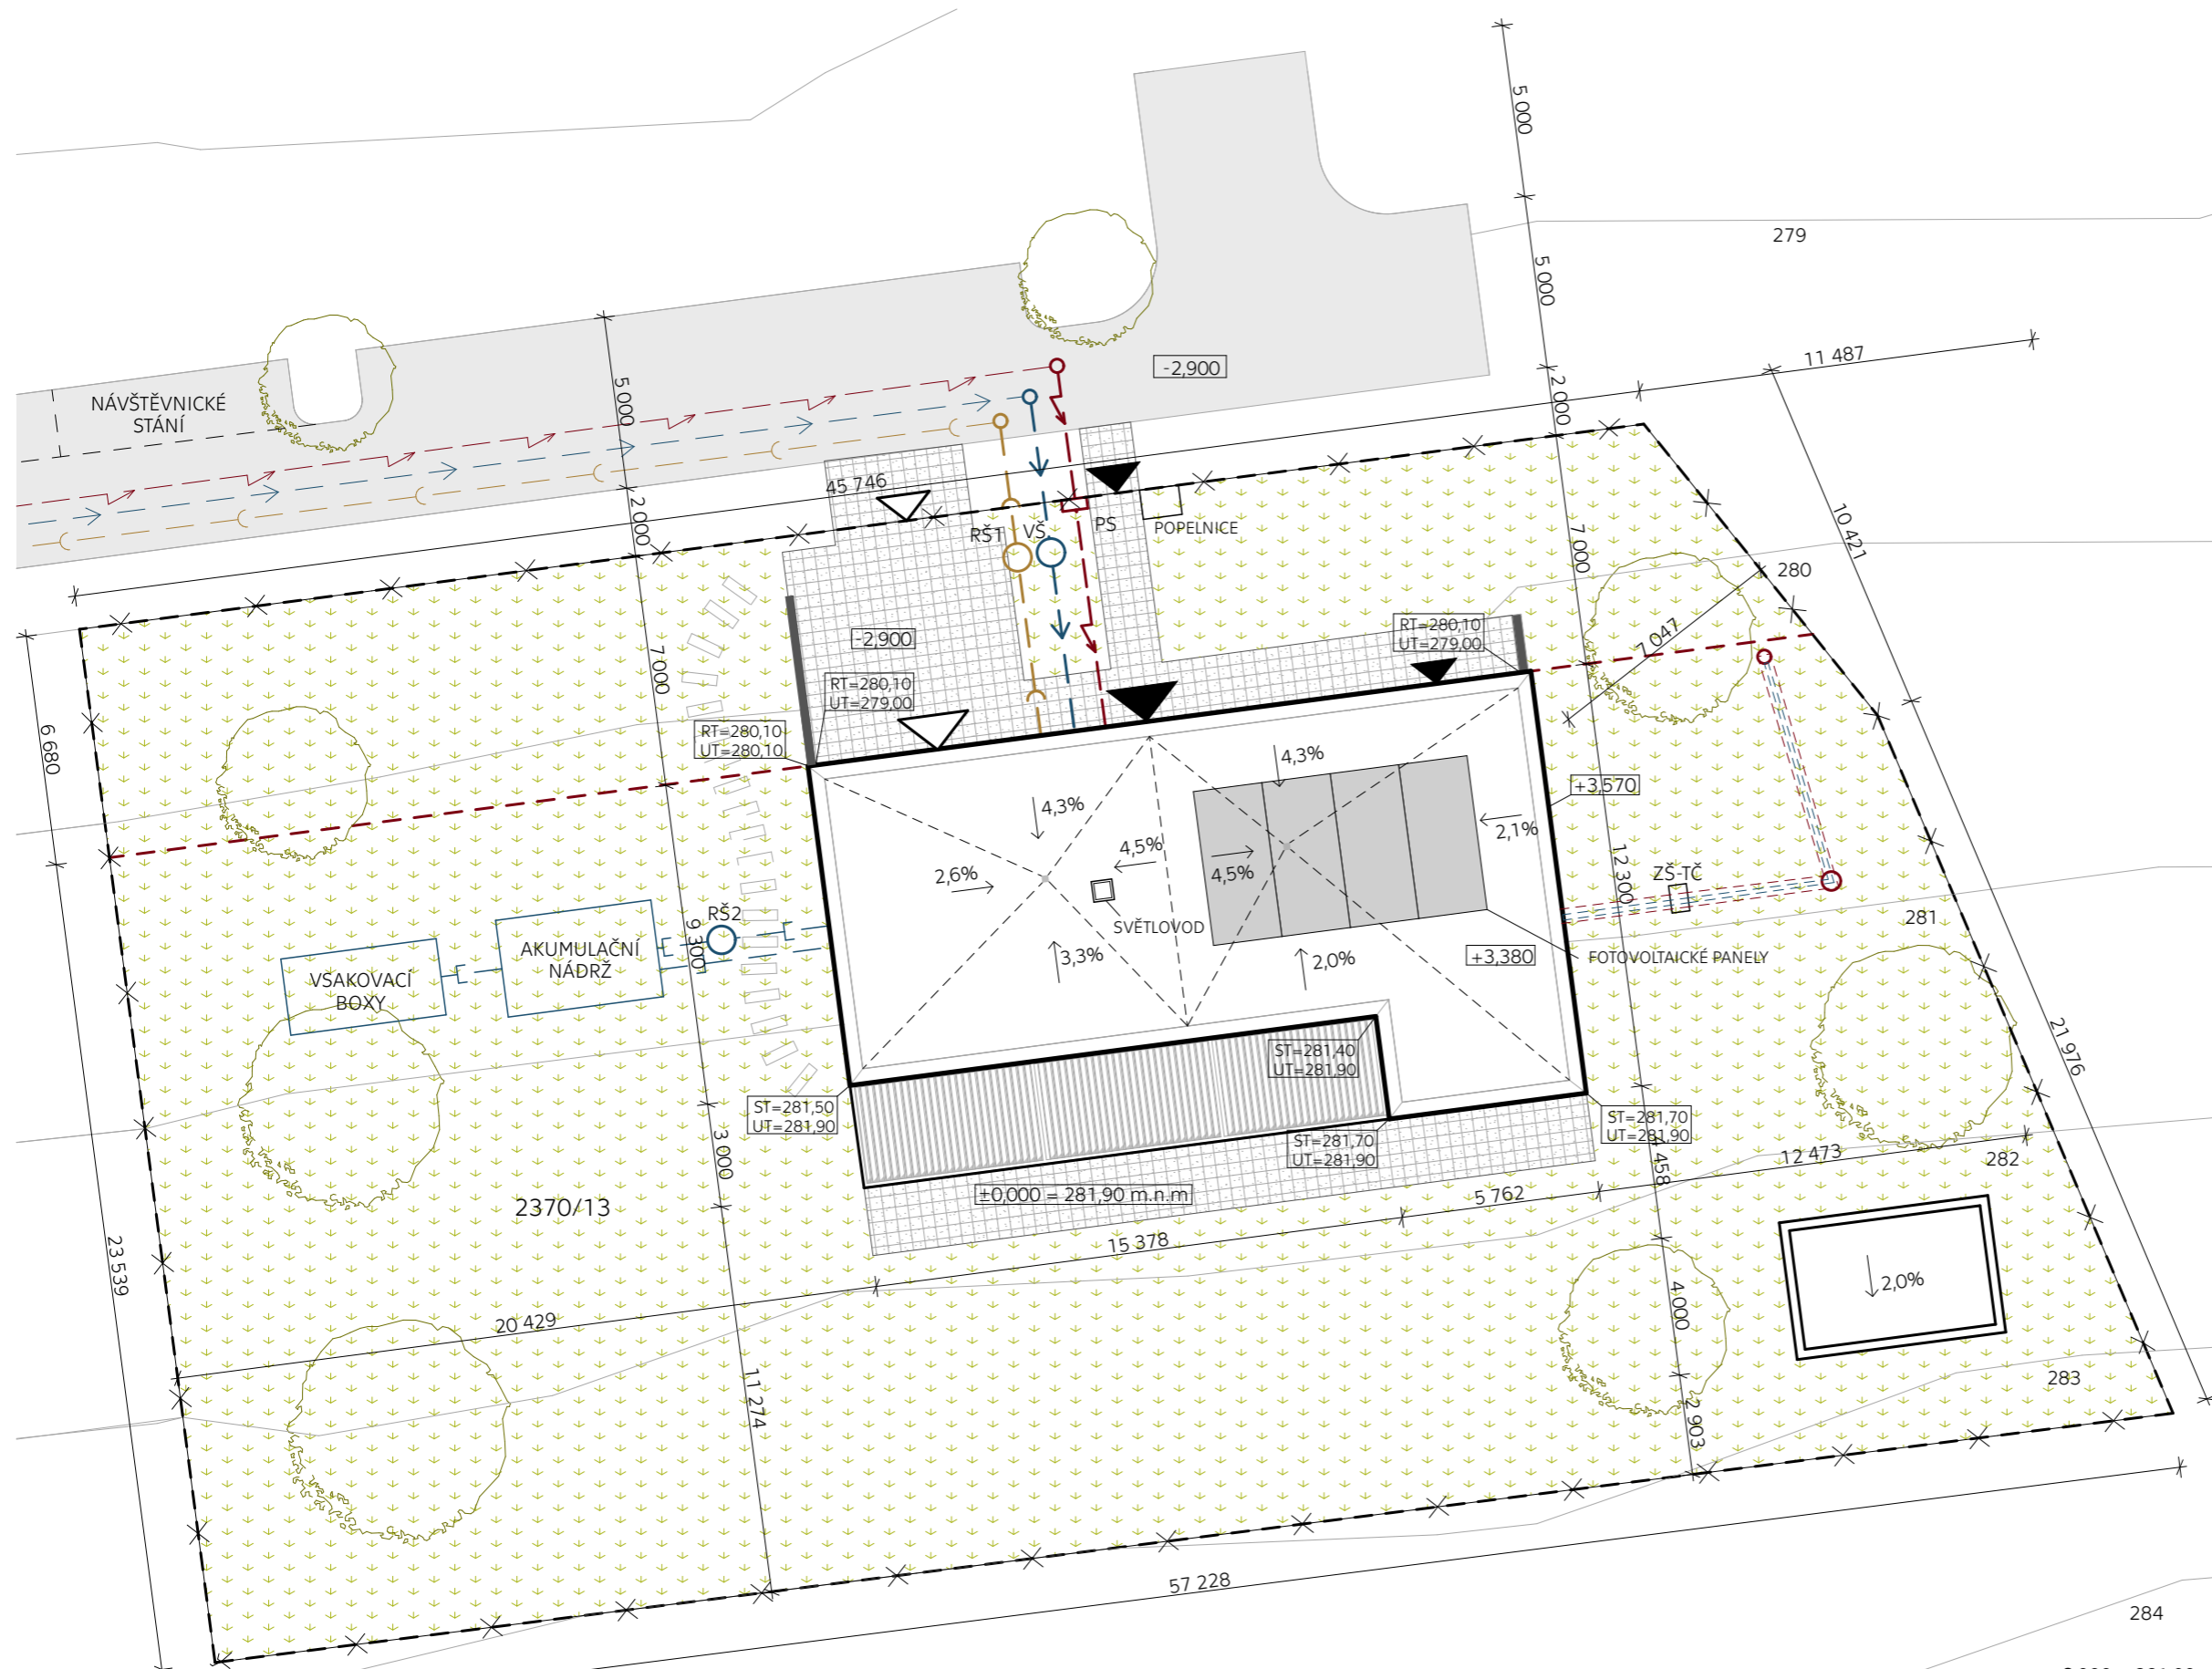 5 000
279
5 000
11 487
-2,900
NÁVŠTĚVNICKÉ
STÁNÍ
5 000
2 000
45 746
2 000
RŠ1
VŠ
PS
POPELNICE
10 421
7 000
280
-2,900
RT=280,10
UT=279,00
7 047
7 000
RT=280,10
UT=279,00
RT=280,10
UT=280,10
6 680
4,3%
4,3%
+3,570
2,1%
4,5%
4,5%
2,6%
12 300
ZŠ-TČ
RŠ2
281
SVĚTLOVOD
9 300
AKUMULAČNÍ
NÁDRŽ
VSAKOVACÍ
BOXY
3,3%
2,0%
+3,380
FOTOVOLTAICKÉ PANELY
21 976
ST=281,40
UT=281,90
ST=281,50
UT=281,90
ST=281,70
UT=281,90
ST=281,70
UT=281,90
3 000
12 473
282
458
±0,000 = 281,90 m.n.m
5 762
2370/13
15 378
23 539
2,0%
4 000
20 429
283
11 274
2 903
57 228
284